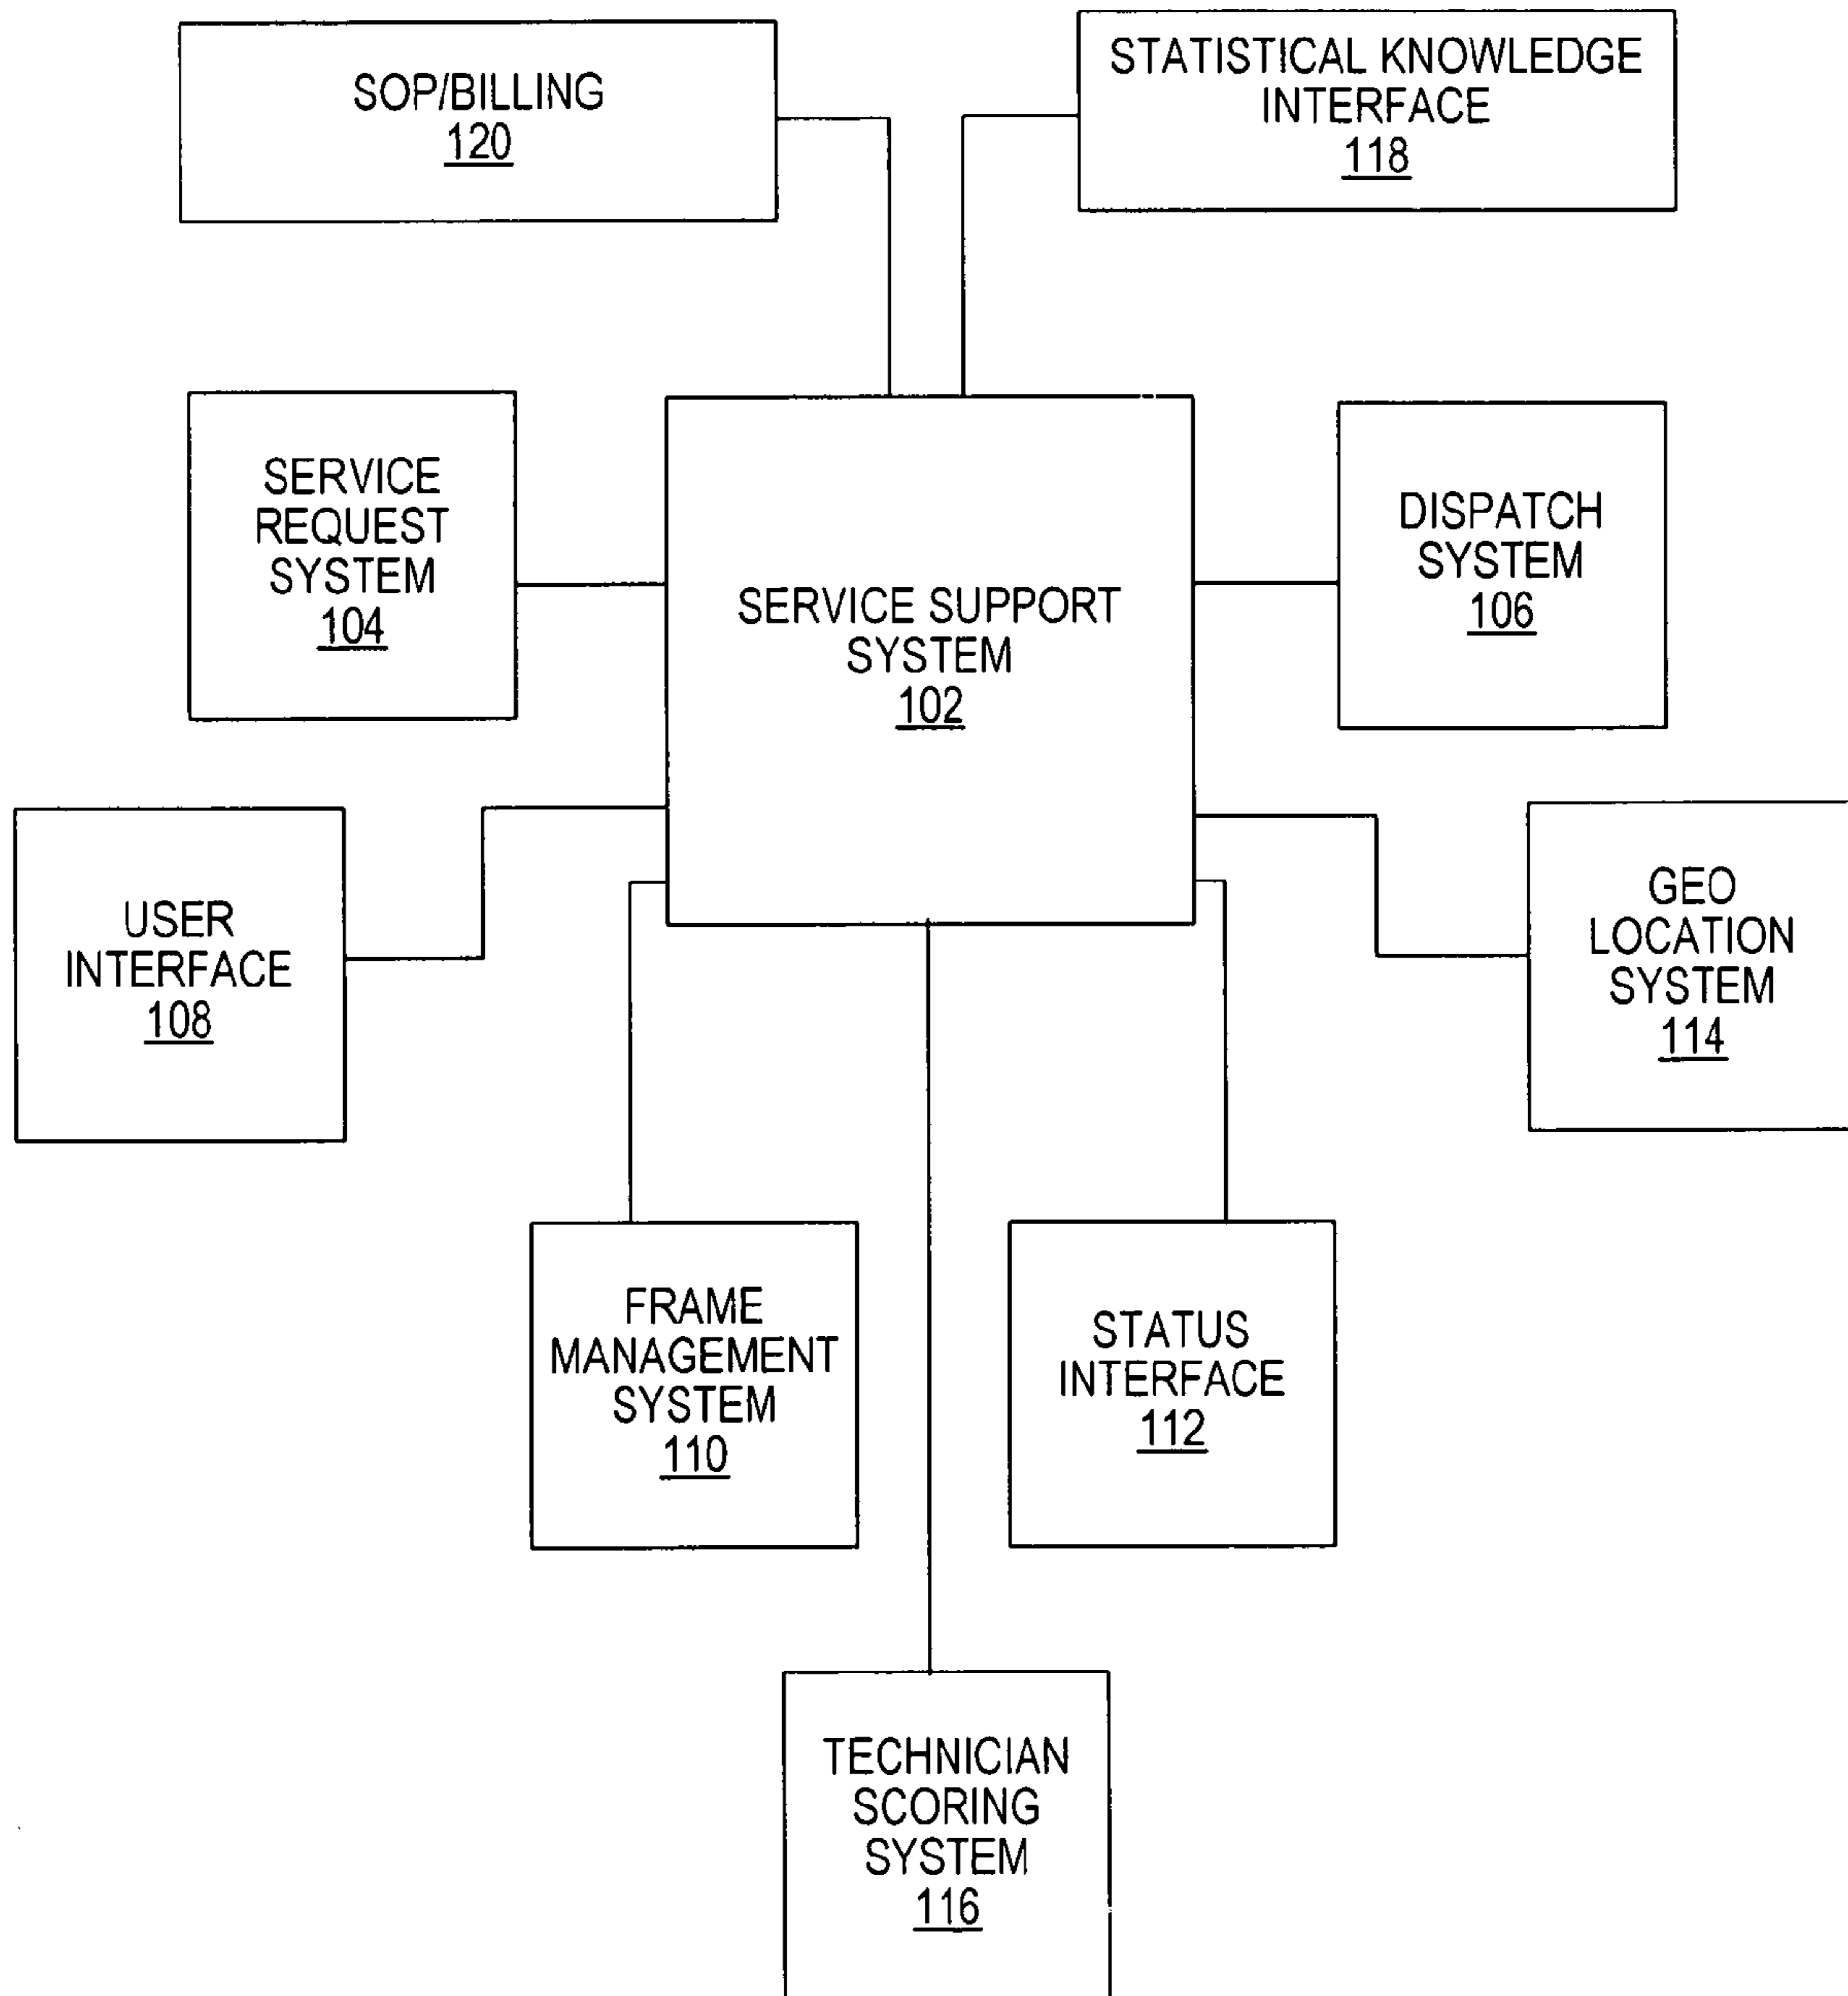 SOP/BILLING
120
STATISTICAL KNOWLEDGE
INTERFACE
118
SERVICE
REQUEST
SYSTEM
104
SERVICE SUPPORT
SYSTEM
102
DISPATCH
SYSTEM
106
USER
INTERFACE
108
GEO
LOCATION
SYSTEM
114
FRAME
MANAGEMENT
SYSTEM
110
STATUS
INTERFACE
112
TECHNICIAN
SCORING
SYSTEM
116